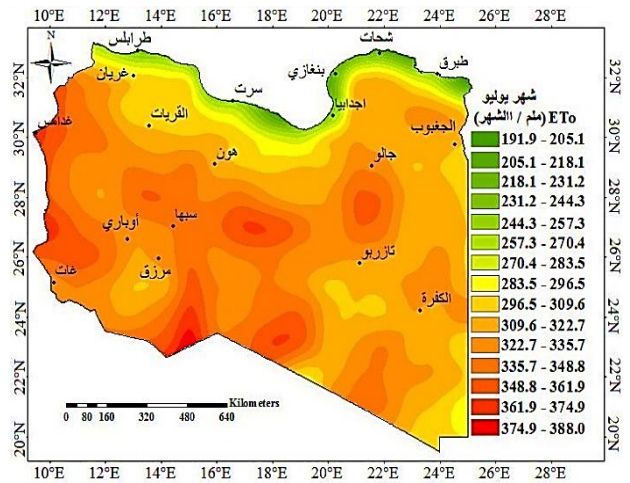 10°E 12°E 14°E 16°E 18°E 20°E 22°E 24°E 26°E 28°E
N
32°N
30°N
28°N
26°N
24°N
22°N
20°N
32°N
30°N
28°N
26°N
24°N
22°N
20°N
طرابلس
شحات
غريان
بنغازي
طبرق
سرت
اجدابيا
القريات
غدامس
الجغبوب
هون
جالو
سبها
أوباري
مرزق
تازربو
غات
الكفرة
شهر يوليو
ETo (ملم / االشهر)
191.9 - 205.1
205.1 - 218.1
218.1 - 231.2
231.2 - 244.3
244.3 - 257.3
257.3 - 270.4
270.4 - 283.5
283.5 - 296.5
296.5 - 309.6
309.6 - 322.7
322.7 - 335.7
335.7 - 348.8
348.8 - 361.9
361.9 - 374.9
374.9 - 388.0
Kilometers
0 80 160 320 480 640
10°E 12°E 14°E 16°E 18°E 20°E 22°E 24°E 26°E 28°E